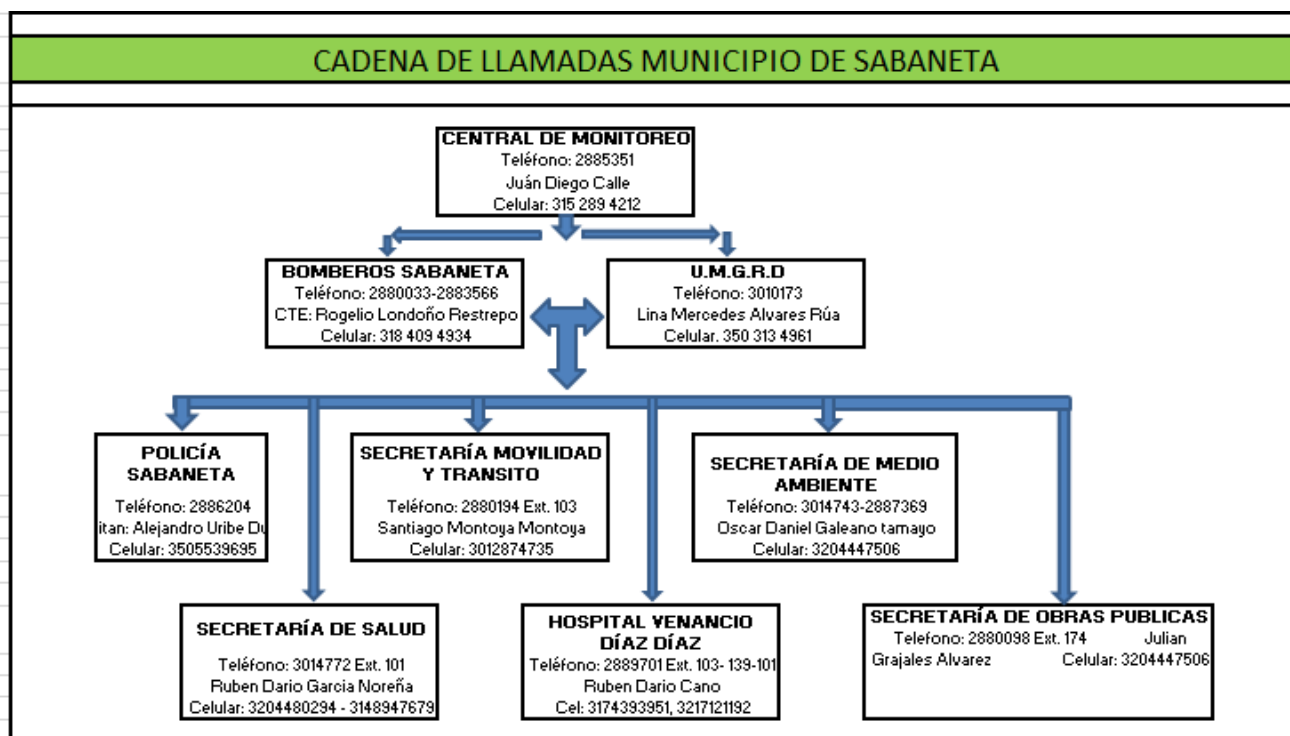 CADENA DE LLAMADAS MUNICIPIO DE SABANETA
CENTRAL DE MONITOREO
Teléfono: 2885351
Juán Diego Calle
Celular: 315 289 4212
BOMBEROS SABANETA
Teléfono: 2880033-2883566
CTE: Rogelio Londoño Restrepo
Celular: 318 409 4934
U.M.G.R.D
Teléfono: 3010173
Lina Mercedes Alvares Rúa
Celular. 350 313 4961
POLICÍA
SABANETA
Teléfono: 2886204
itan: Alejandro Uribe Du
Celular: 3505539695
SECRETARÍA MOVILIDAD
Y TRANSITO
Teléfono: 2880194 Ext. 103
Santiago Montoya Montoya
Celular: 3012874735
SECRETARÍA DE MEDIO
AMBIENTE
Teléfono: 3014743-2887369
Oscar Daniel Galeano tamayo
Celular: 3204447506
SECRETARÍA DE SALUD
Teléfono: 3014772 Ext. 101
Ruben Dario Garcia Noreña
Celular: 3204480294 - 3148947679
HOSPITAL VENANCIO
DÍAZ DÍAZ
Teléfono: 2889701 Ext. 103- 139-101
Ruben Dario Cano
Cel: 3174393951, 3217121192
SECRETARÍA DE OBRAS PUBLICAS
Telefono: 2880098 Ext. 174 Julian
Grajales Alvarez Celular: 3204447506